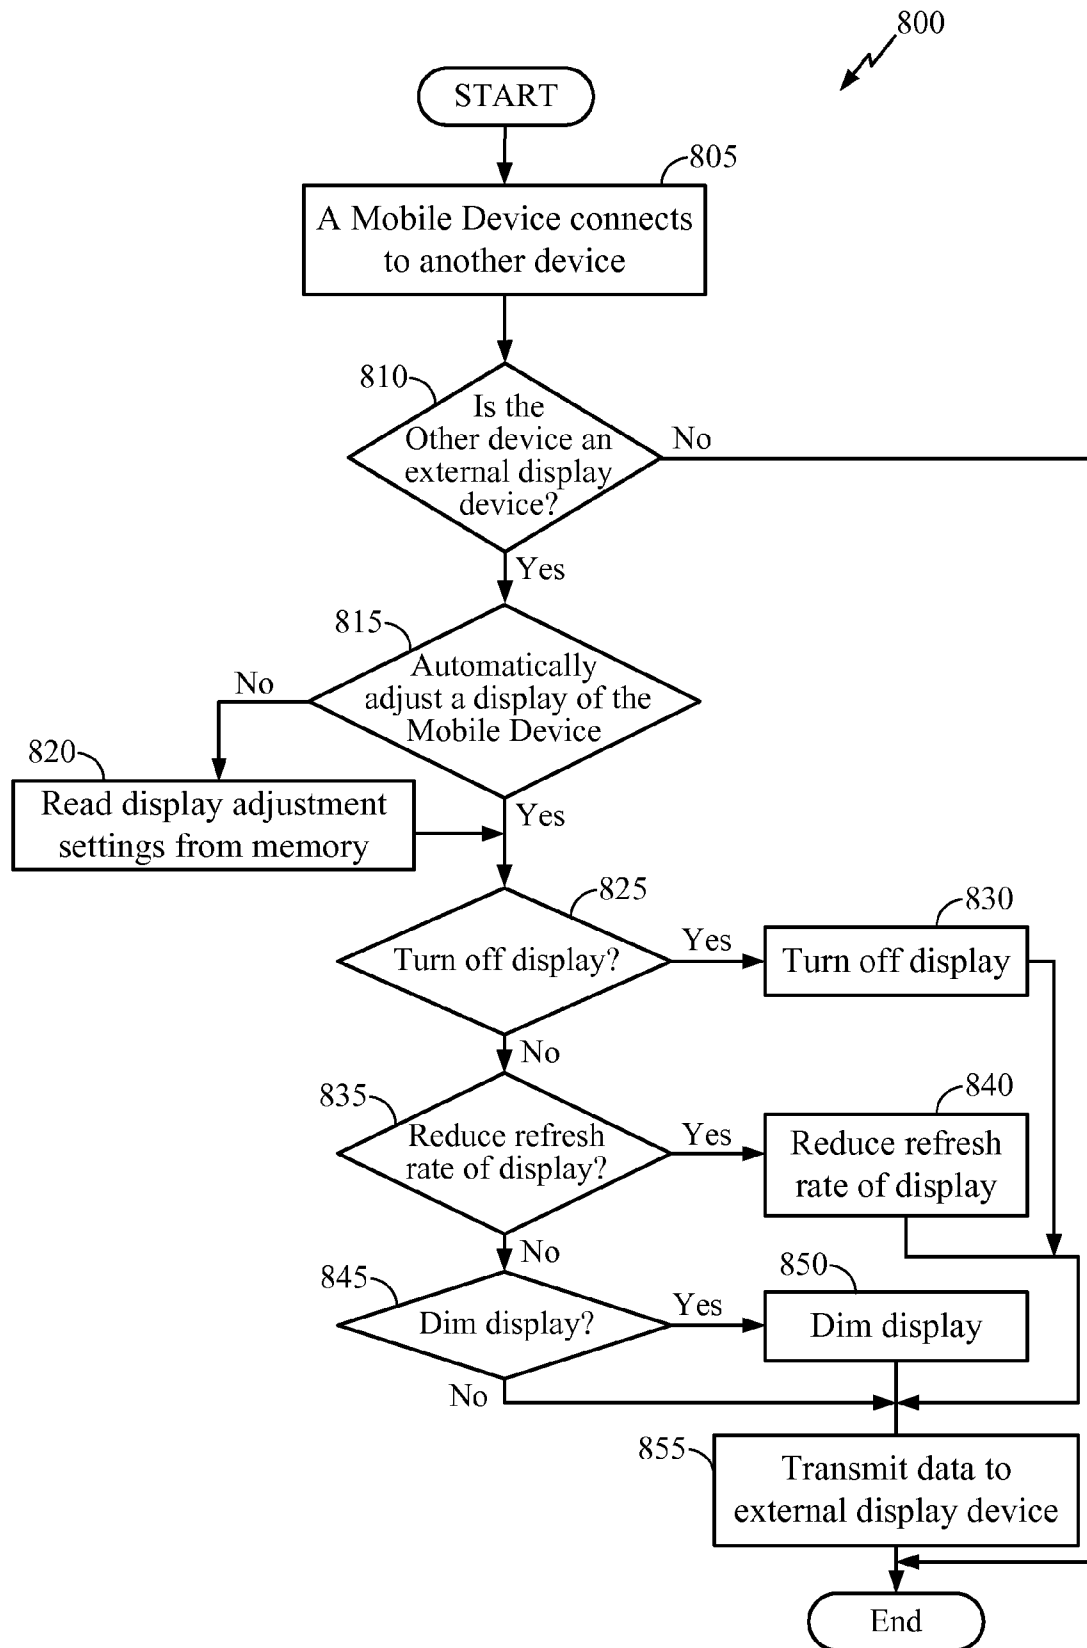 800
START
805
A Mobile Device connects
to another device
810
Is the
Other device an
external display
device?
No
Yes
815
Automatically
adjust a display of the
Mobile Device
No
820
Read display adjustment
settings from memory
Yes
825
Turn off display?
Yes
830
Turn off display
No
835
Reduce refresh
rate of display?
Yes
840
Reduce refresh
rate of display
No
845
Dim display?
Yes
850
Dim display
No
855
Transmit data to
external display device
End